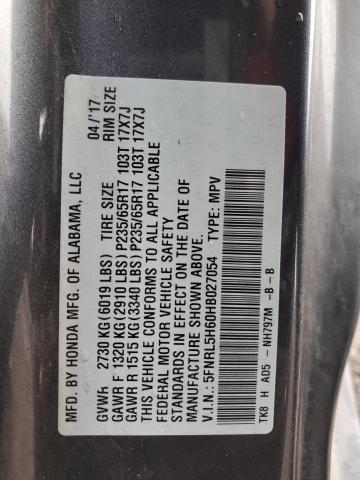 MFD. BY HONDA MFG. OF ALABAMA, LLC 04/'17
GVWR 2730 KG (6019 LBS) TIRE SIZE RIM SIZE
GAWR F 1320 KG (2910 LBS) P235/65R17 103T 17X7J
GAWR R 1515 KG (3340 LBS) P235/65R17 103T 17X7J
THIS VEHICLE CONFORMS TO ALL APPLICABLE
FEDERAL MOTOR VEHICLE SAFETY
STANDARDS IN EFFECT ON THE DATE OF
MANUFACTURE SHOWN ABOVE.
V.I.N.: 5FNRL5H60HB027054 TYPE: MPV
TK8 H A05 - NH797M -B - B